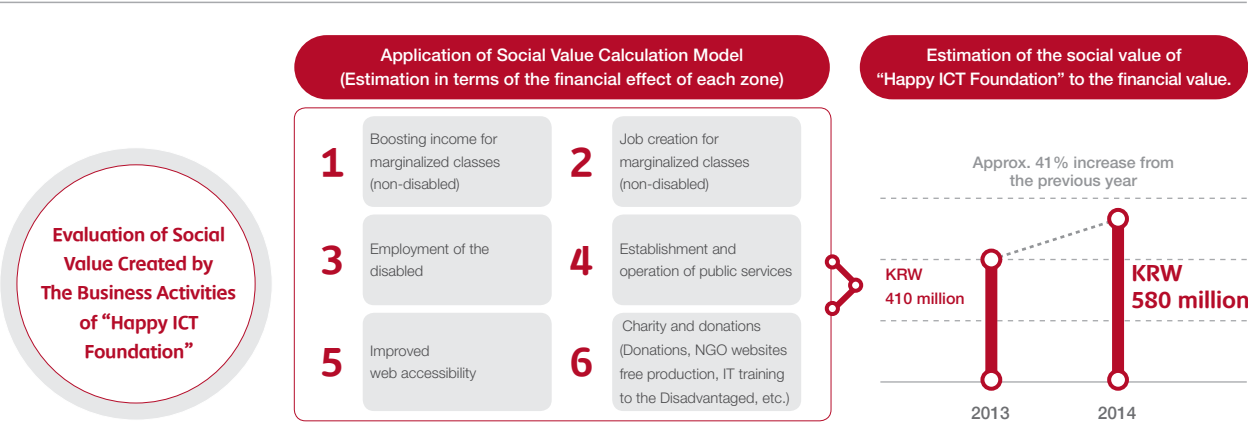 Evaluation of Social
Value Created by
The Business Activities
of “Happy ICT
Foundation”
Application of Social Value Calculation Model
(Estimation in terms of the financial effect of each zone)
1
Boosting income for
marginalized classes
(non-disabled)
2
Job creation for
marginalized classes
(non-disabled)
3
Employment of the
disabled
4
Establishment and
operation of public services
5
Improved
web accessibility
6
Charity and donations
(Donations, NGO websites
free production, IT training
to the Disadvantaged, etc.)
Estimation of the social value of
“Happy ICT Foundation” to the financial value.
Approx. 41% increase from
the previous year
KRW
410 million
KRW
580 million
2013
2014